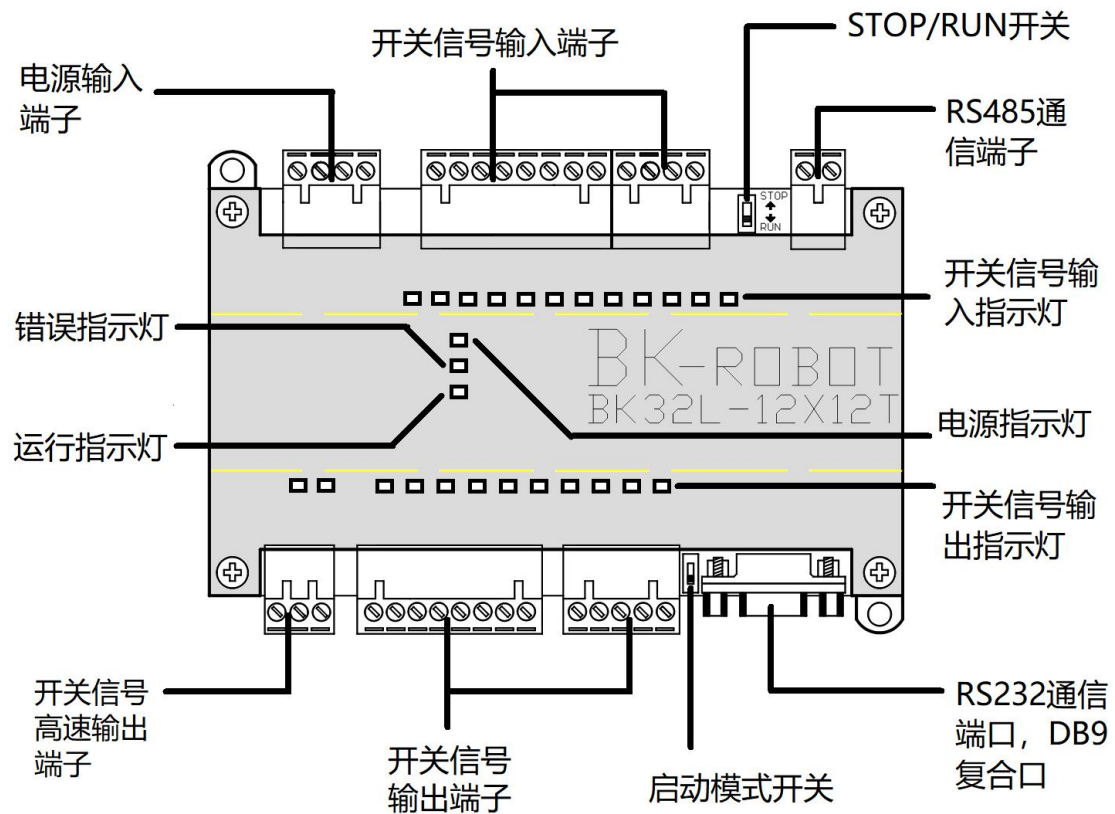 开关信号输入端子
STOP/RUN开关
电源输入
端子
RS485通
信端子
STOP
RUN
开关信号输
入指示灯
错误指示灯
BK-ROBOT
BK32L-12X12T
电源指示灯
运行指示灯
开关信号输
出指示灯
开关信号
高速输出
端子
开关信号
输出端子
启动模式开关
RS232通信
端口，DB9
复合口